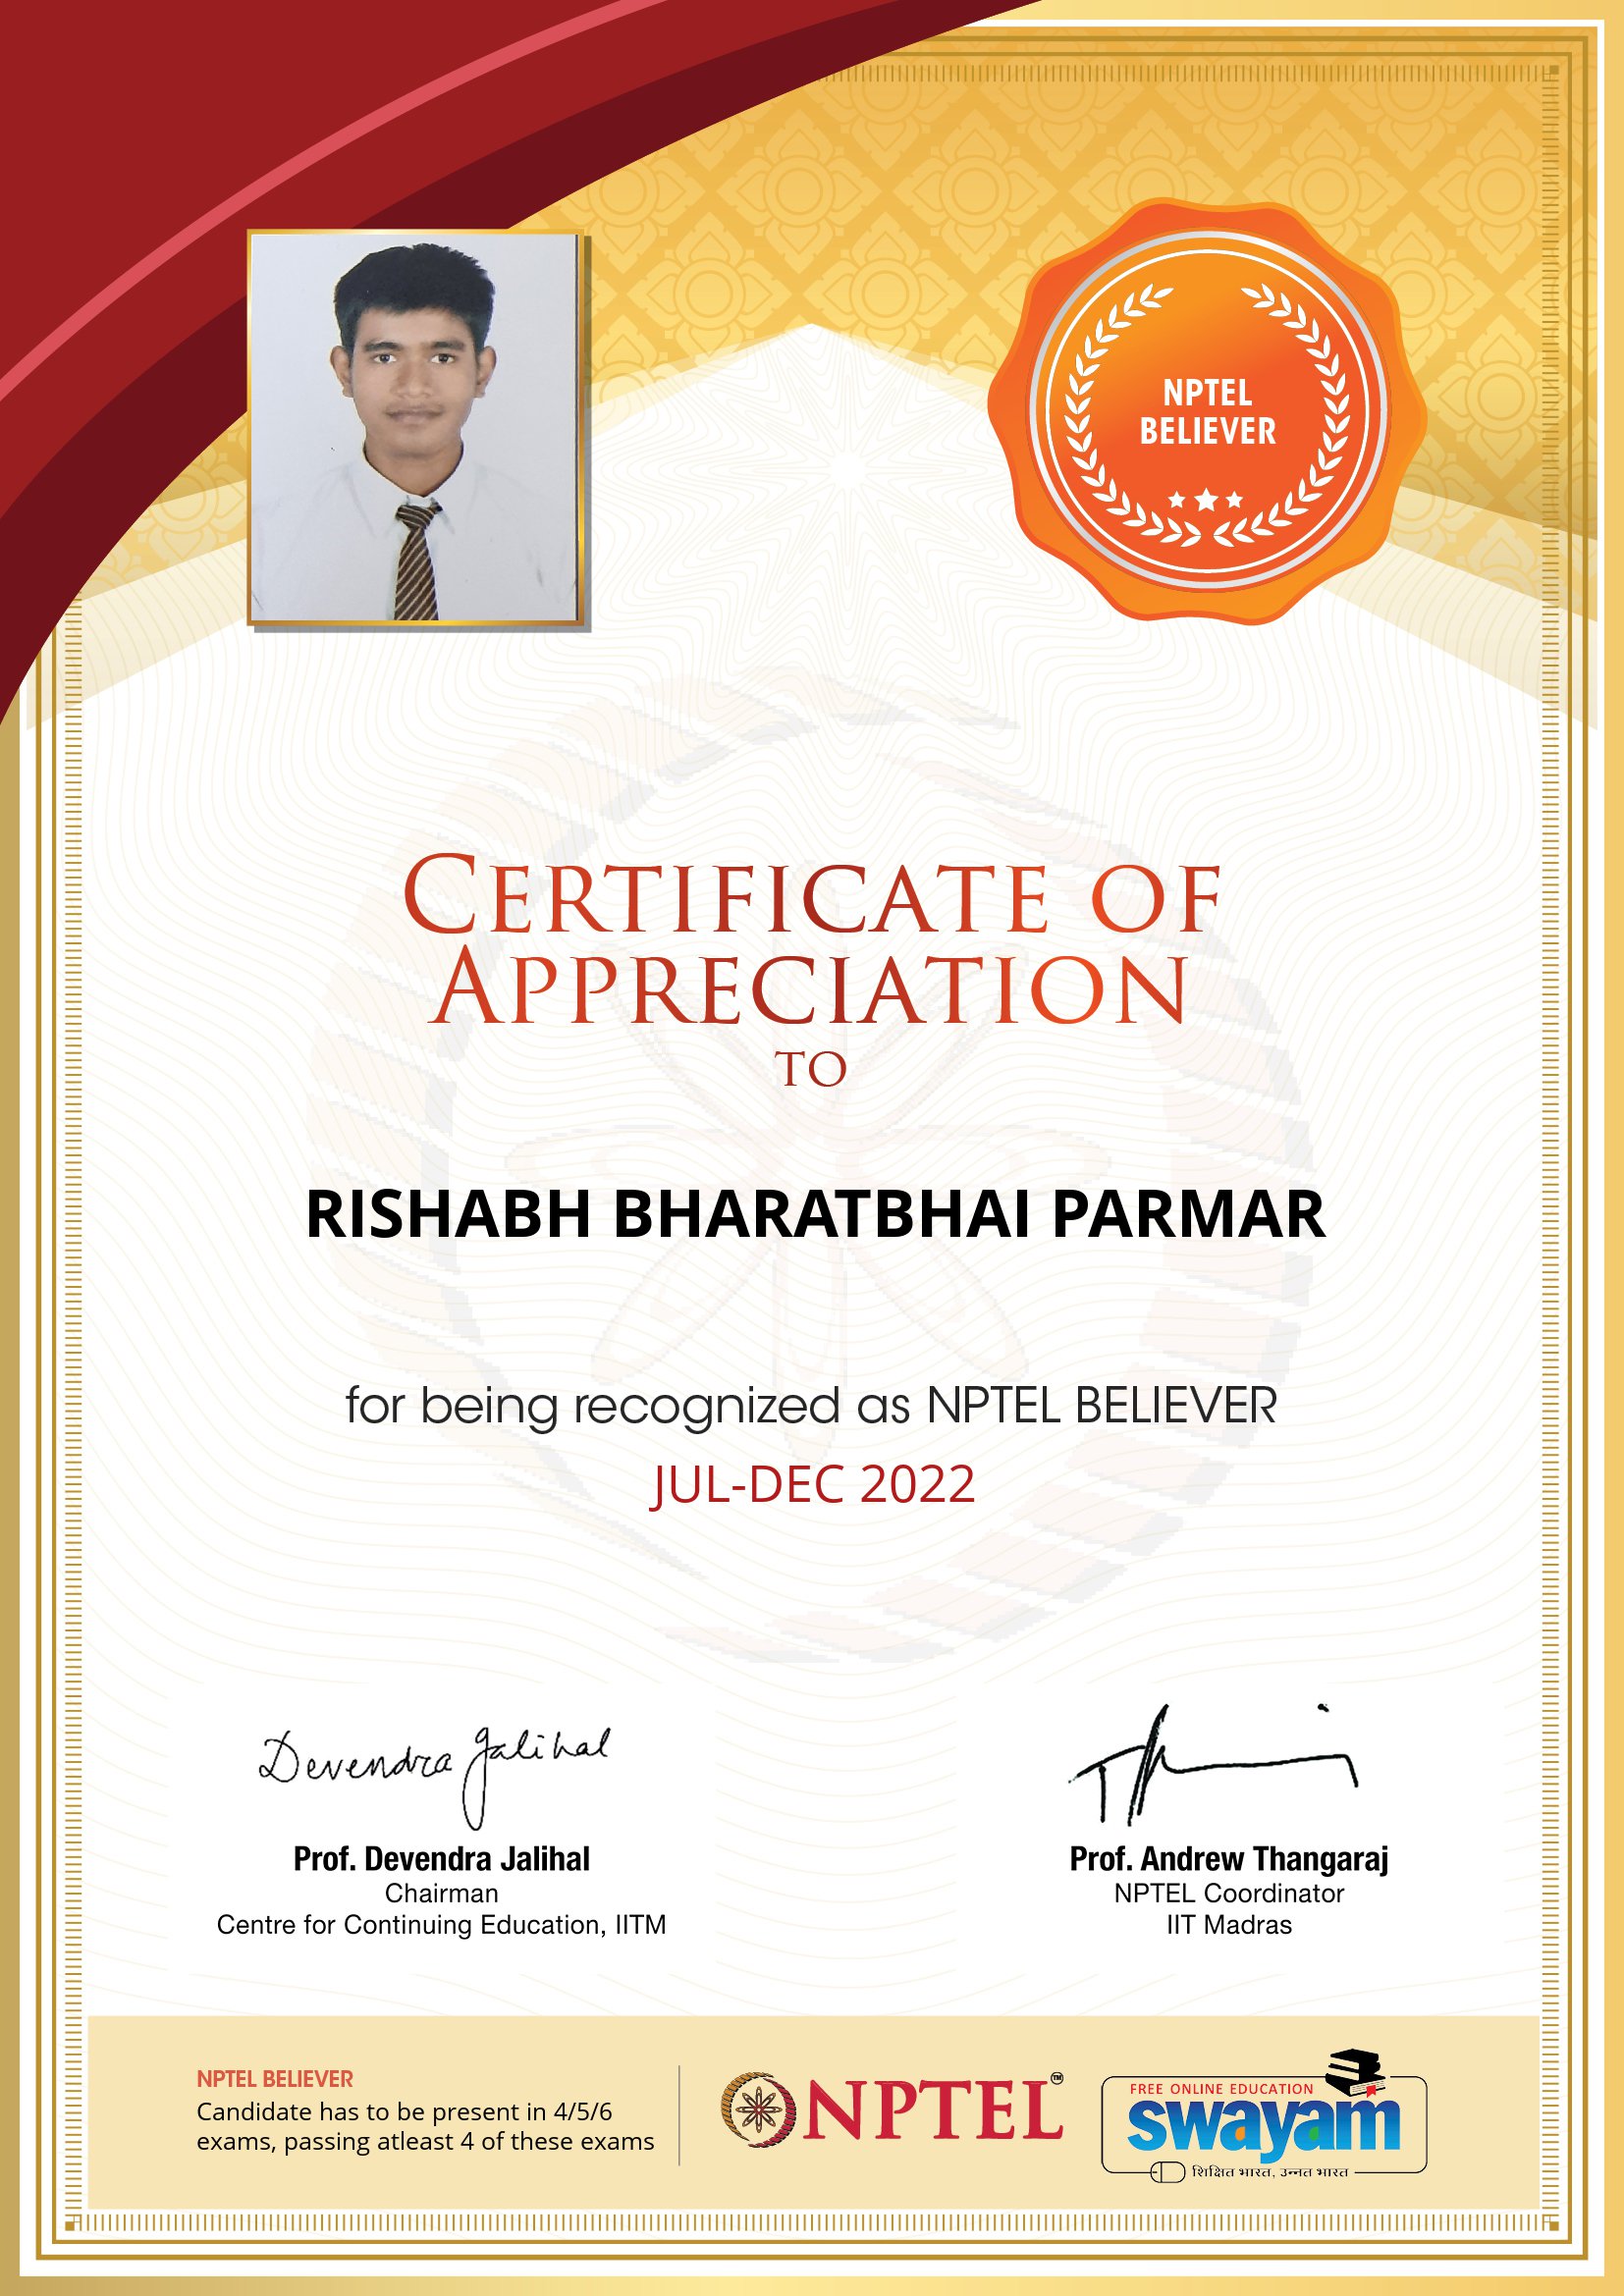 NPTEL
BELIEVER
CERTIFICATE OF
APPRECIATION
TO
RISHABH BHARATBHAI PARMAR
for being recognized as NPTEL BELIEVER
JUL-DEC 2022
Devendra Jalihal
Prof. Devendra Jalihal
Chairman
Centre for Continuing Education, IITM
Prof. Andrew Thangaraj
NPTEL Coordinator
IIT Madras
NPTEL BELIEVER
Candidate has to be present in 4/5/6
exams, passing atleast 4 of these exams
NPTEL™
FREE ONLINE EDUCATION
swayam
शिक्षित भारत, उन्नत भारत